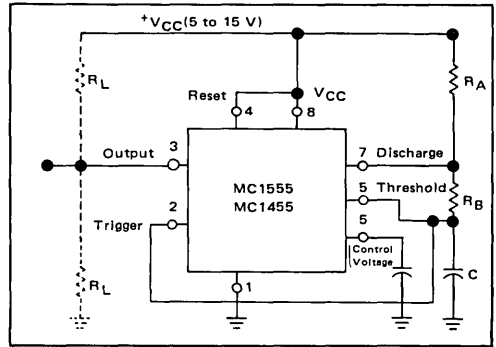 +VCC(5 to 15 V)
RL
RA
Reset
VCC
4
8
3
Output
7
Discharge
MC1555
MC1455
5
Threshold
RB
2
Trigger
5
Control
Voltage
C
RL
1